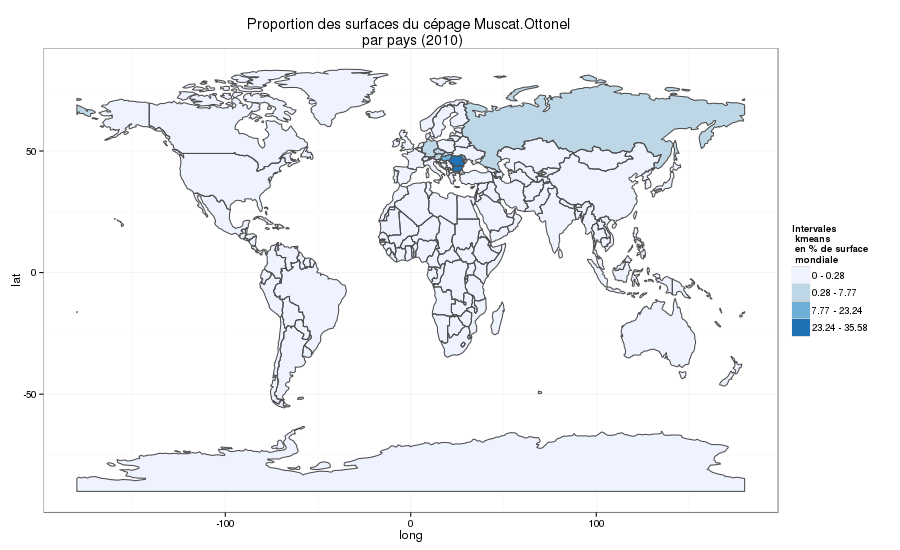 Proportion des surfaces du cépage Muscat.Ottonel
par pays (2010)
50
0
-50
lat
-100
0
100
long
Intervales
kmeans
en % de surface
mondiale
0 - 0.28
0.28 - 7.77
7.77 - 23.24
23.24 - 35.58